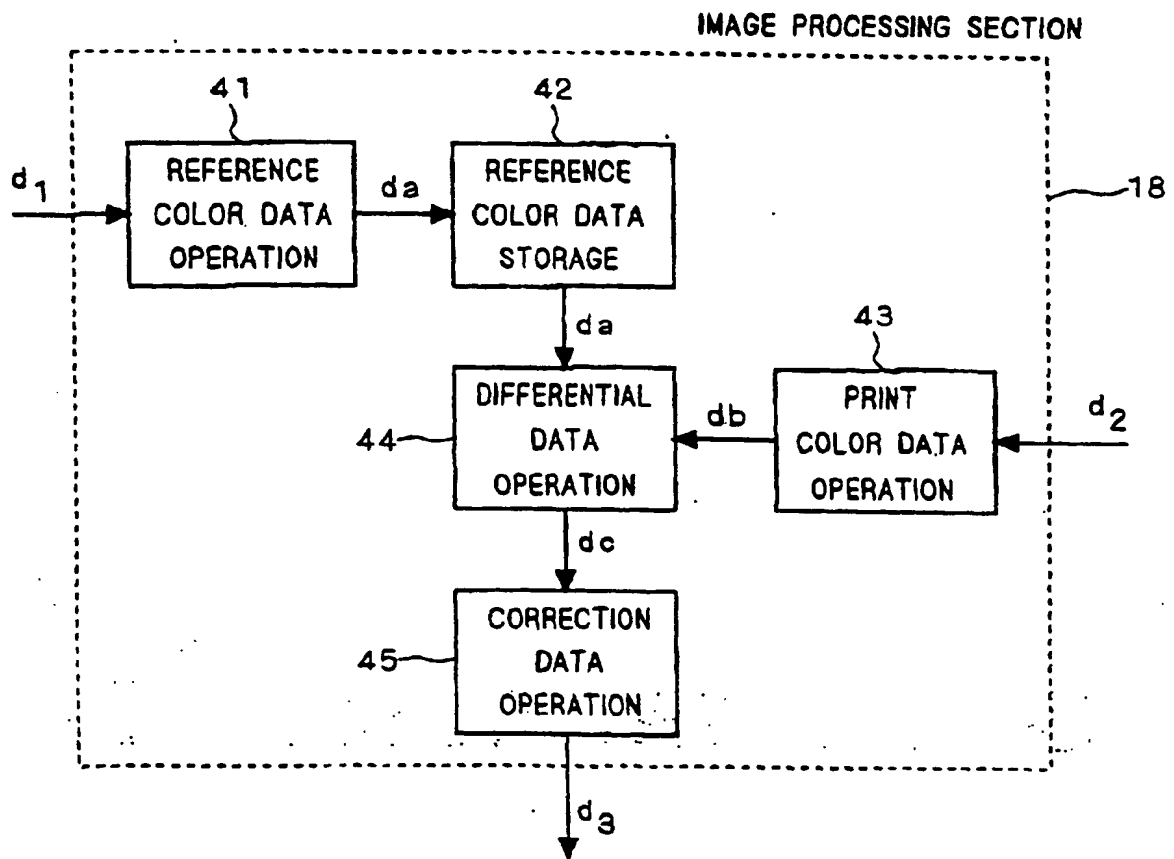 IMAGE PROCESSING SECTION
41
42
d1
REFERENCE
COLOR DATA
OPERATION
da
REFERENCE
COLOR DATA
STORAGE
18
da
43
44
DIFFERENTIAL
DATA
OPERATION
db
PRINT
COLOR DATA
OPERATION
d2
dc
45
CORRECTION
DATA
OPERATION
d3